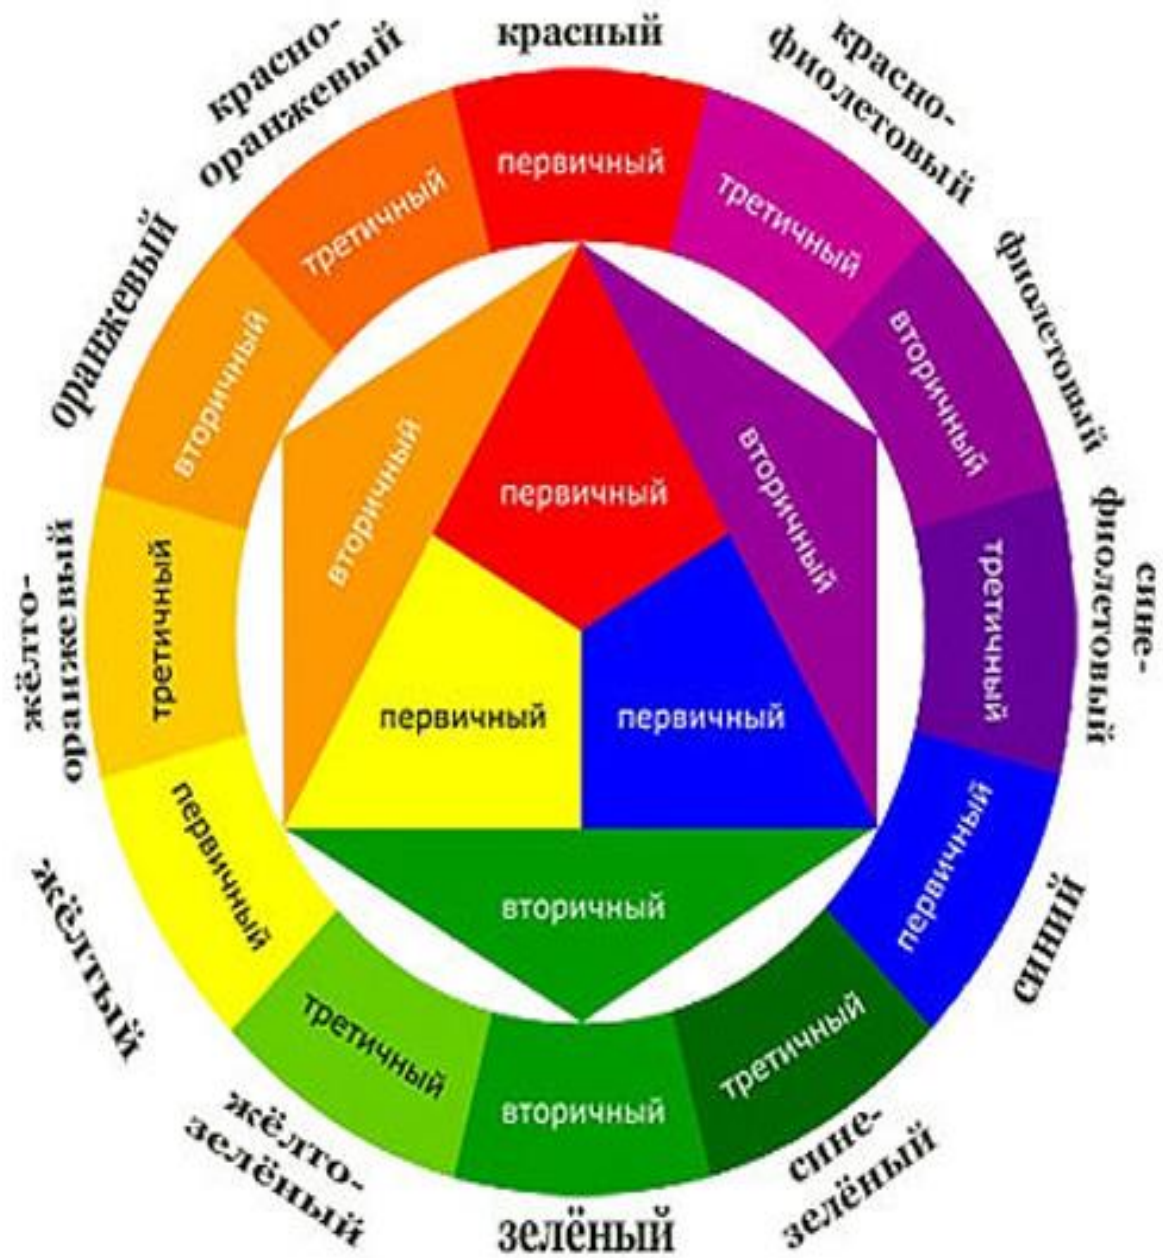 красный
красно-
фиолетовый
фиолетовый
сине-
фиолетовый
синий
сине-
зелёный
зелёный
жёлто-
зелёный
жёлтый
жёлто-
оранжевый
оранжевый
красно-
оранжевый
первичный
третичный
вторичный
третичный
первичный
третичный
вторичный
третичный
первичный
третичный
вторичный
третичный
первичный
вторичный
вторичный
первичный
первичный
вторичный